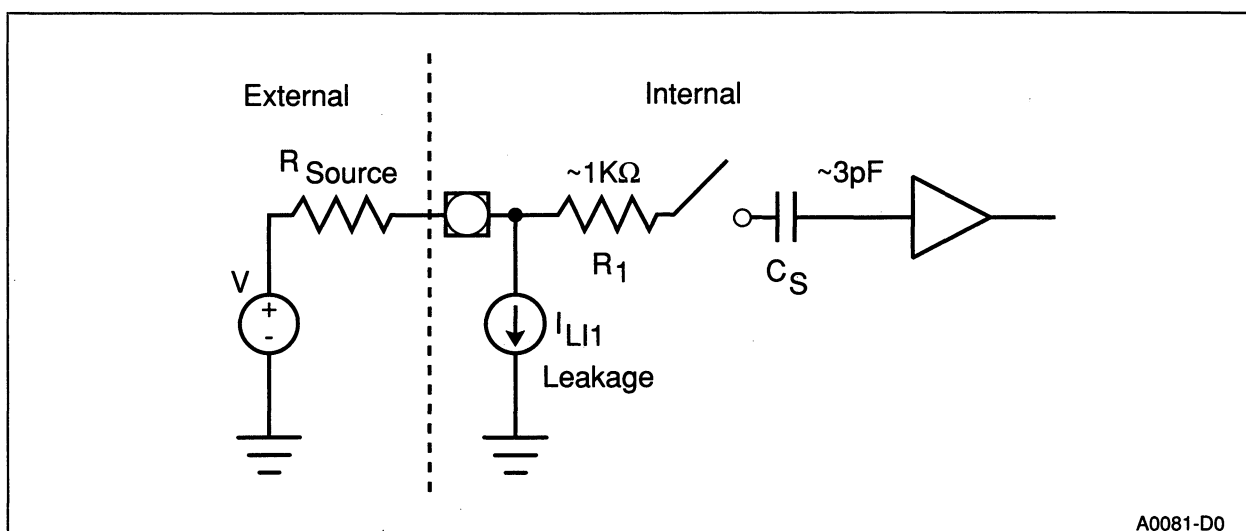 External
Internal
R Source
~1KΩ
~3pF
R1
CS
V
+
-
ILI1
Leakage
A0081-D0